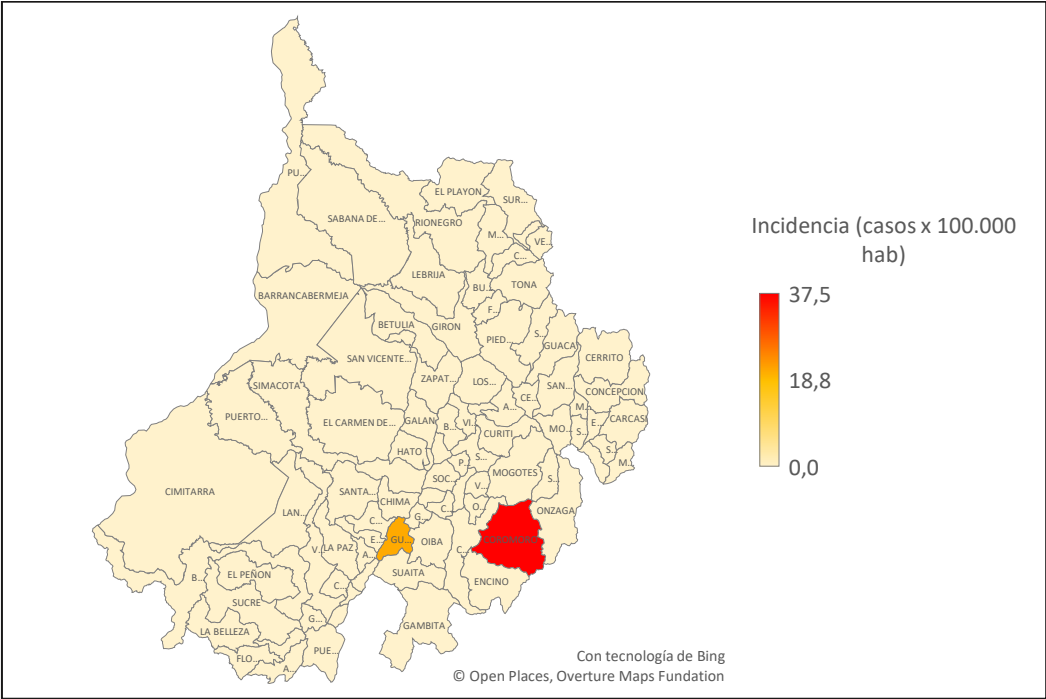 PU...
EL PLAYON
SUR...
SABANA DE...
RIONEGRO
M...
VE...
C...
LEBRIJA
BU...
TONA
BARRANCABERMEJA
F...
BETULIA
GIRON
PIED...
S...
GUACA
SAN VICENTE...
CERRITO
ZAPAT...
LOS...
SAN...
SIMACOTA
CONCEPCION
CE...
A...
M...
PUERTO...
EL CARMEN DE...
GALAN
B...
VI...
CURITI
MO...
S...
E...
CARCAS...
HATO
P...
S...
S...
M...
SOC...
MOGOTES
S...
CIMITARRA
SANTA...
CHIMA
V...
LAN...
G...
C...
O...
ONZAGA
C...
E...
GU...
OIBA
COROMORO
V...
LA PAZ
A...
C...
B...
EL PEÑON
SUAITA
ENCINO
C...
SUCRE
G...
LA BELLEZA
GAMBITA
FLO...
PUE...
A...
Incidencia (casos x 100.000
hab)
37,5
18,8
0,0
Con tecnología de Bing
© Open Places, Overture Maps Foundation